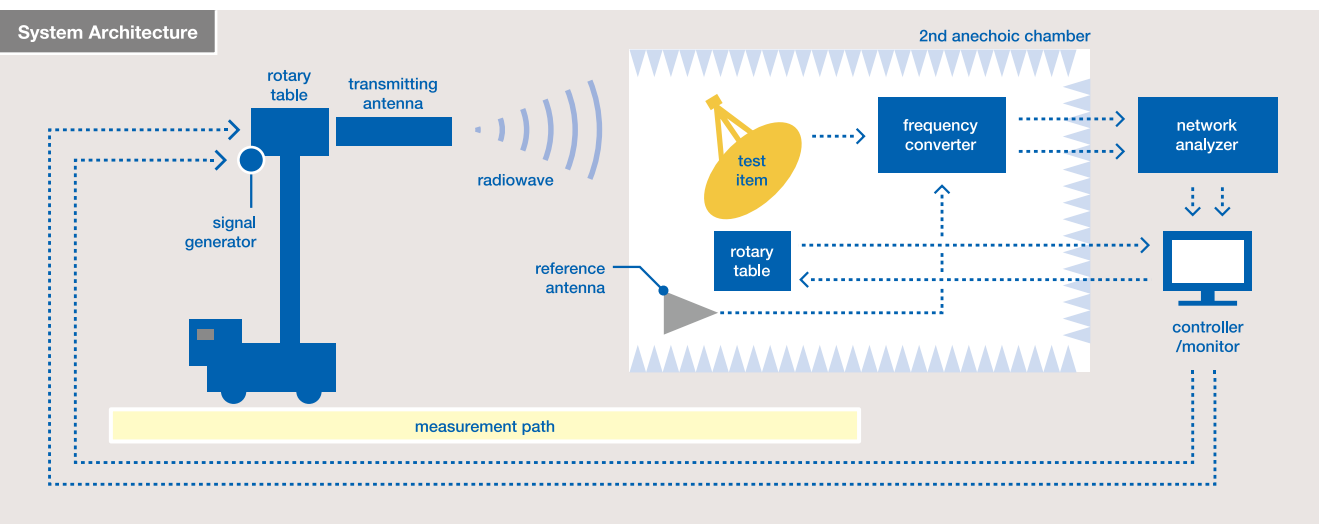 System Architecture
2nd anechoic chamber
rotary
table
transmitting
antenna
radiowave
signal
generator
test
item
frequency
converter
network
analyzer
rotary
table
reference
antenna
controller
/monitor
measurement path